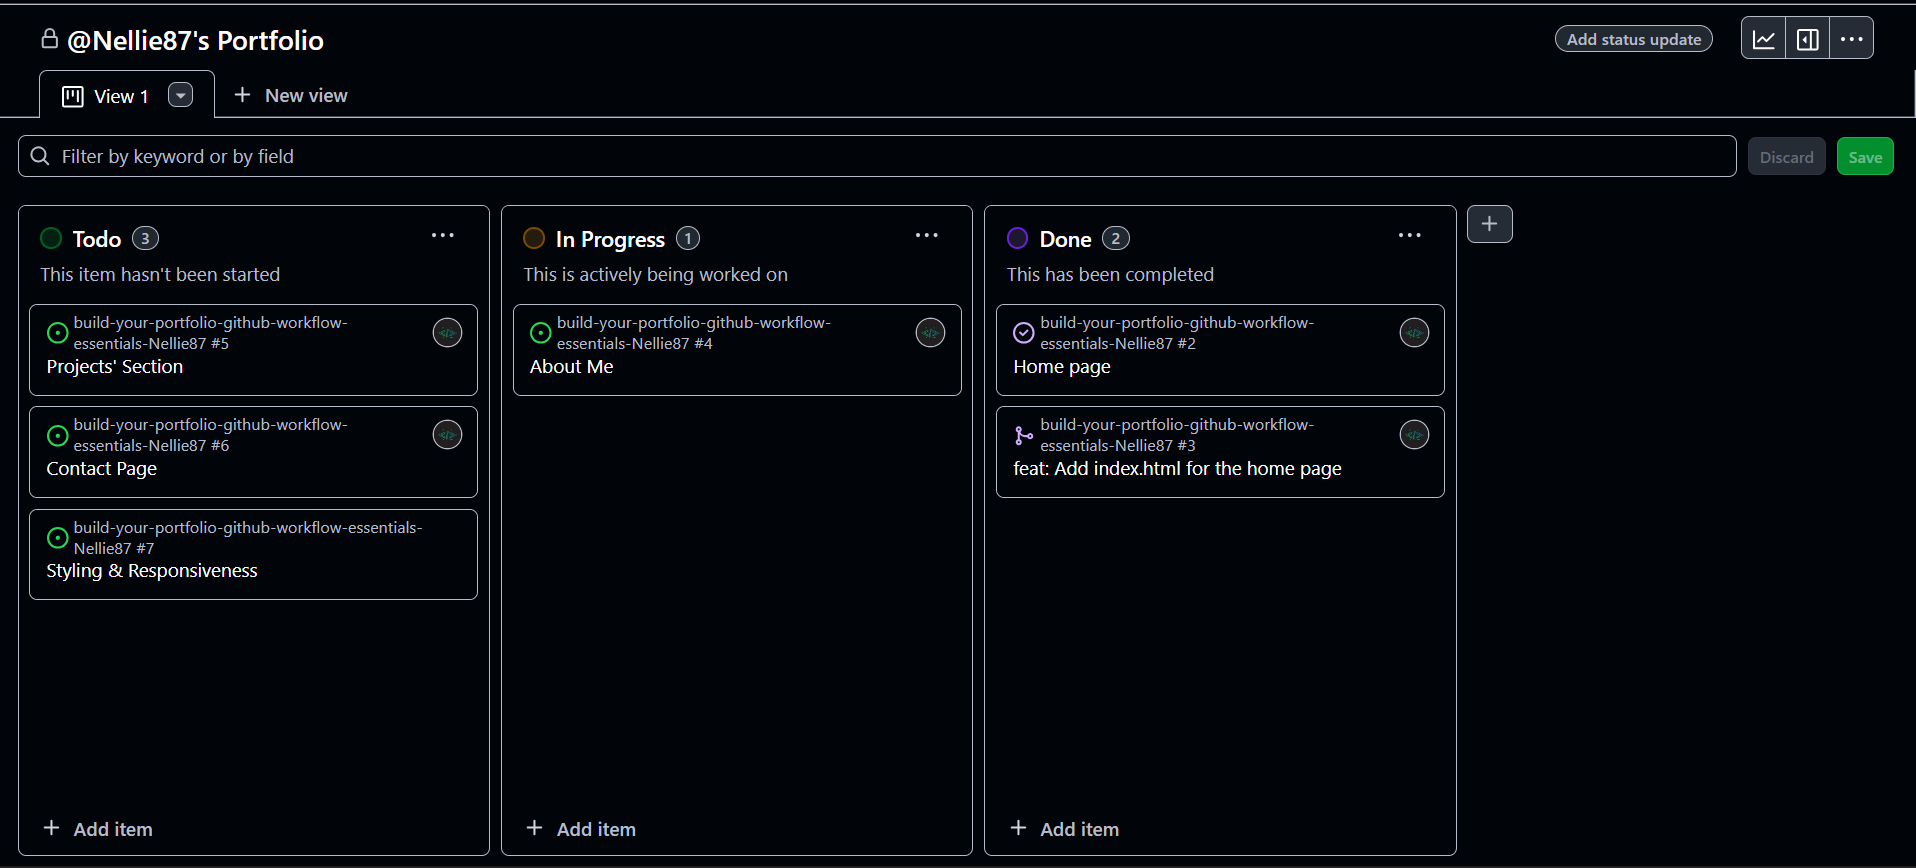 @Nellie87's Portfolio
Add status update
View 1
New view
Filter by keyword or by field
Discard
Save
Todo 3
This item hasn't been started
build-your-portfolio-github-workflow-
essentials-Nellie87 #5
Projects' Section
build-your-portfolio-github-workflow-
essentials-Nellie87 #6
Contact Page
build-your-portfolio-github-workflow-essentials-
Nellie87 #7
Styling & Responsiveness
Add item
In Progress 1
This is actively being worked on
build-your-portfolio-github-workflow-
essentials-Nellie87 #4
About Me
Add item
Done 2
This has been completed
build-your-portfolio-github-workflow-
essentials-Nellie87 #2
Home page
build-your-portfolio-github-workflow-
essentials-Nellie87 #3
feat: Add index.html for the home page
Add item